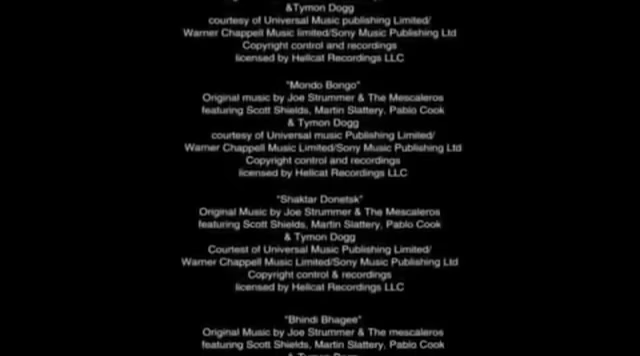 &Tymon Dogg
courtesy of Universal Music publishing Limited/
Warner Chappell Music limited/Sony Music Publishing Ltd
Copyright control and recordings
licensed by Hellcat Recordings LLC
"Mondo Bongo"
Original music by Joe Strummer & The Mescaleros
featuring Scott Shields, Martin Slattery, Pablo Cook
& Tymon Dogg
courtesy of Universal music Publishing Limited/
Warner Chappell Music Limited/Sony Music Publishing Ltd
Copyright control and recordings
licensed by Hellcat Recordings LLC
"Shaktar Donetsk"
Original Music by Joe Strummer & The Mescaleros
featuring Scott Shields, Martin Slattery, Pablo Cook
& Tymon Dogg
Courtest of Universal Music Publishing Limited/
Warner Chappell Music Limited/Sony Music Publishing Ltd
Copyright control & recordings
licensed by Hellcat Recordings LLC
"Bhindi Bhagee"
Original Music by Joe Strummer & The mescaleros
featuring Scott Shields, Martin Slattery, Pablo Cook
& Tymon Dogg